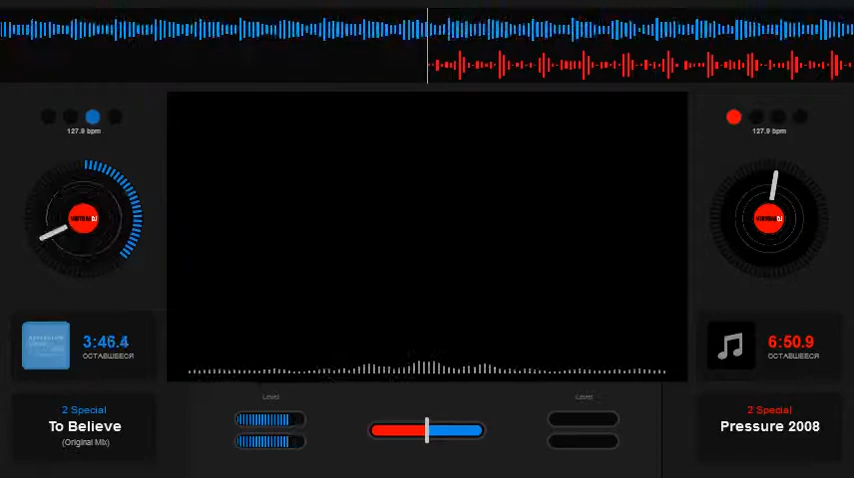 127.9 bpm
127.9 bpm
3:46.4
ОСТАВШЕЕСЯ
6:50.9
ОСТАВШЕЕСЯ
Level
Level
2 Special
To Believe
(Original Mix)
2 Special
Pressure 2008